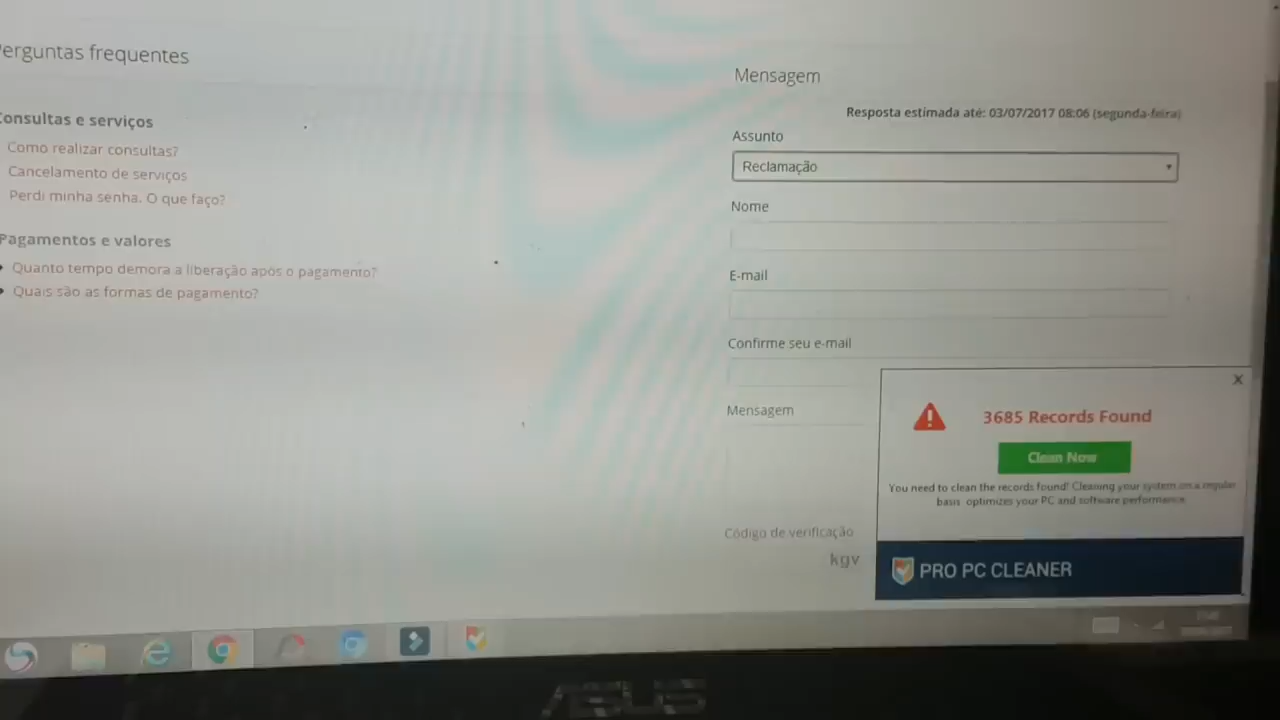 Perguntas frequentes
Consultas e serviços
Como realizar consultas?
Cancelamento de serviços
Perdi minha senha. O que faço?
Pagamentos e valores
Quanto tempo demora a liberação após o pagamento?
Quais são as formas de pagamento?
Mensagem
Resposta estimada até: 03/07/2017 08:06 (segunda-feira)
Assunto
Reclamação
Nome
E-mail
Confirme seu e-mail
Mensagem
Código de verificação
kgv
X
3685 Records Found
Clean Now
You need to clean the records found! Cleaning your system on a regular
basis optimizes your PC and software performance
PRO PC CLEANER
ASUS